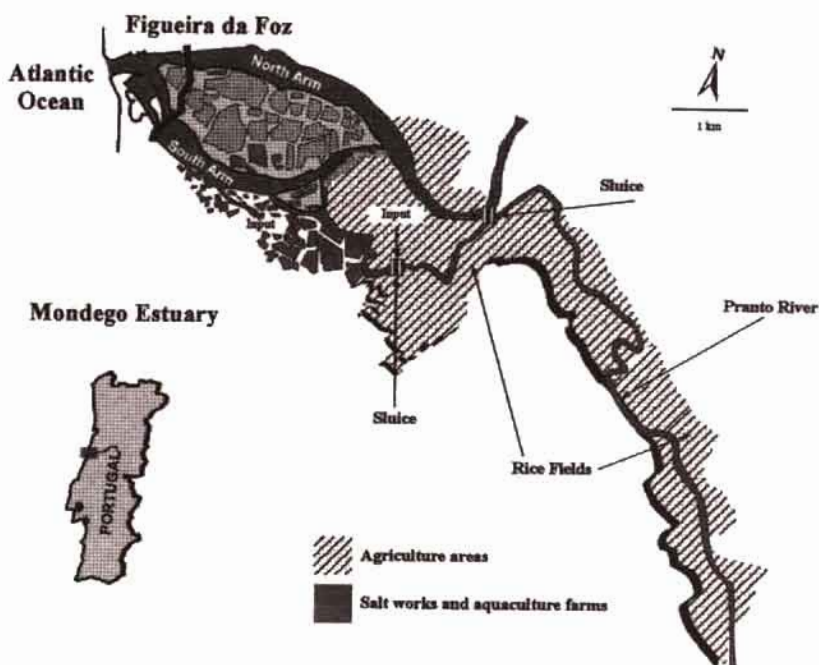 Figueira da Foz
Atlantic
Ocean
North Arm
South Arm
N
1 km
Sluice
Input
Input
Mondego Estuary
Pranto River
Sluice
Rice Fields
PORTUGAL
Agriculture areas
Salt works and aquaculture farms